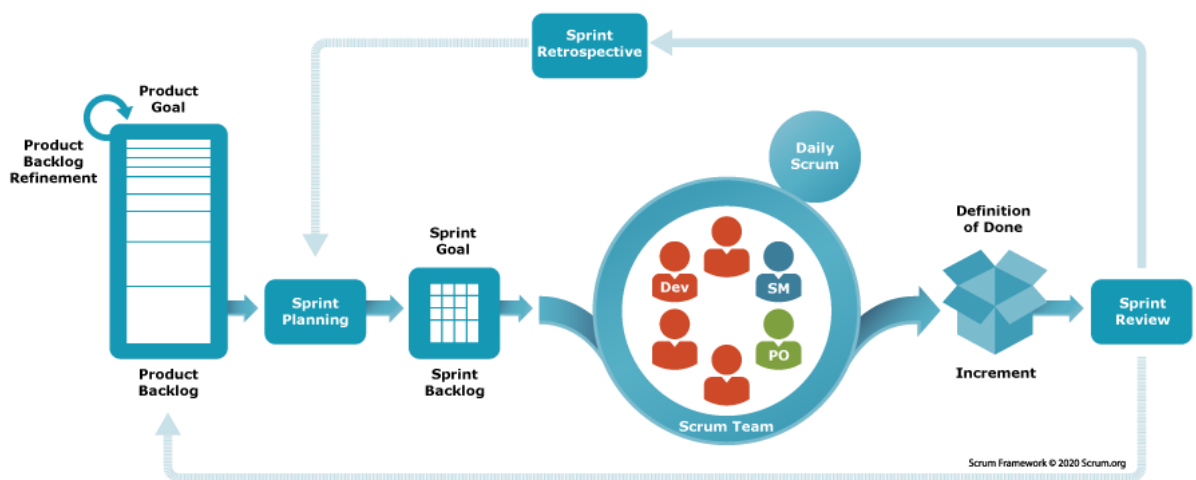 Sprint
Retrospective
Product
Goal
Product
Backlog
Refinement
Daily
Scrum
Definition
of Done
Sprint
Goal
Dev
SM
Sprint
Planning
Sprint
Review
PO
Product
Backlog
Sprint
Backlog
Increment
Scrum Team
Scrum Framework © 2020 Scrum.org